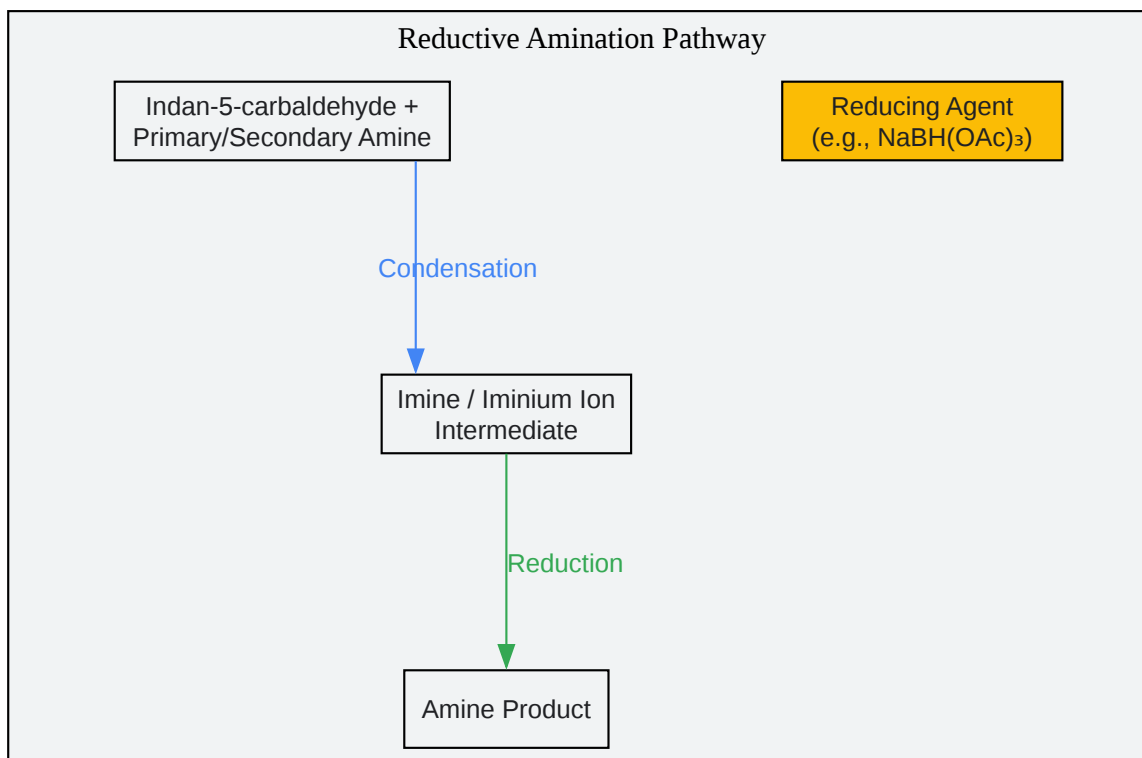 Reductive Amination Pathway
Indan-5-carbaldehyde +
Primary/Secondary Amine
Reducing Agent
(e.g., NaBH(OAc)₃)
Condensation
Imine / Iminium Ion
Intermediate
Reduction
Amine Product